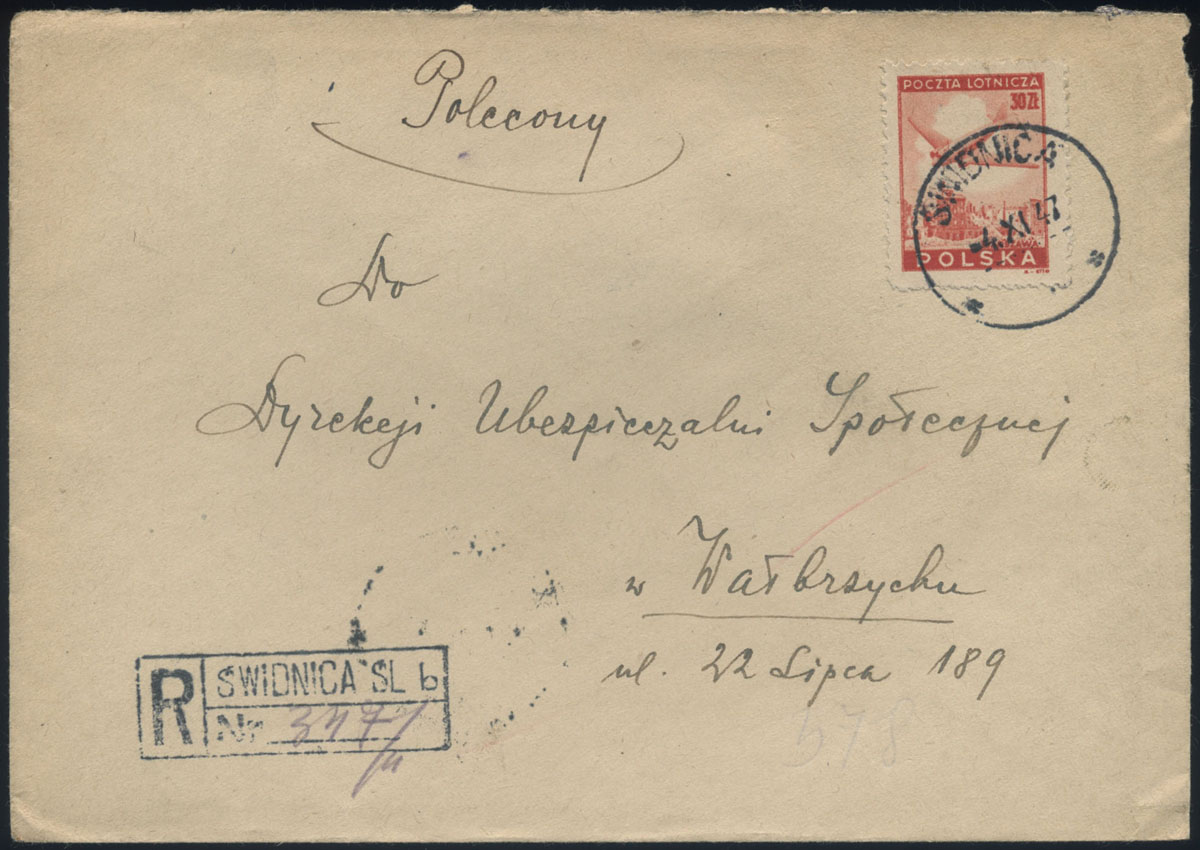 Polecony
POCZTA LOTNICZA
30 Zł
POLSKA
ŚWIDNICA
-4.XI.47
Do
Dyrekcji Ubezpieczalni Społecznej
w Wałbrzychu
ul. 22 Lipca 189
578
R
ŚWIDNICA ŚL b
Nr